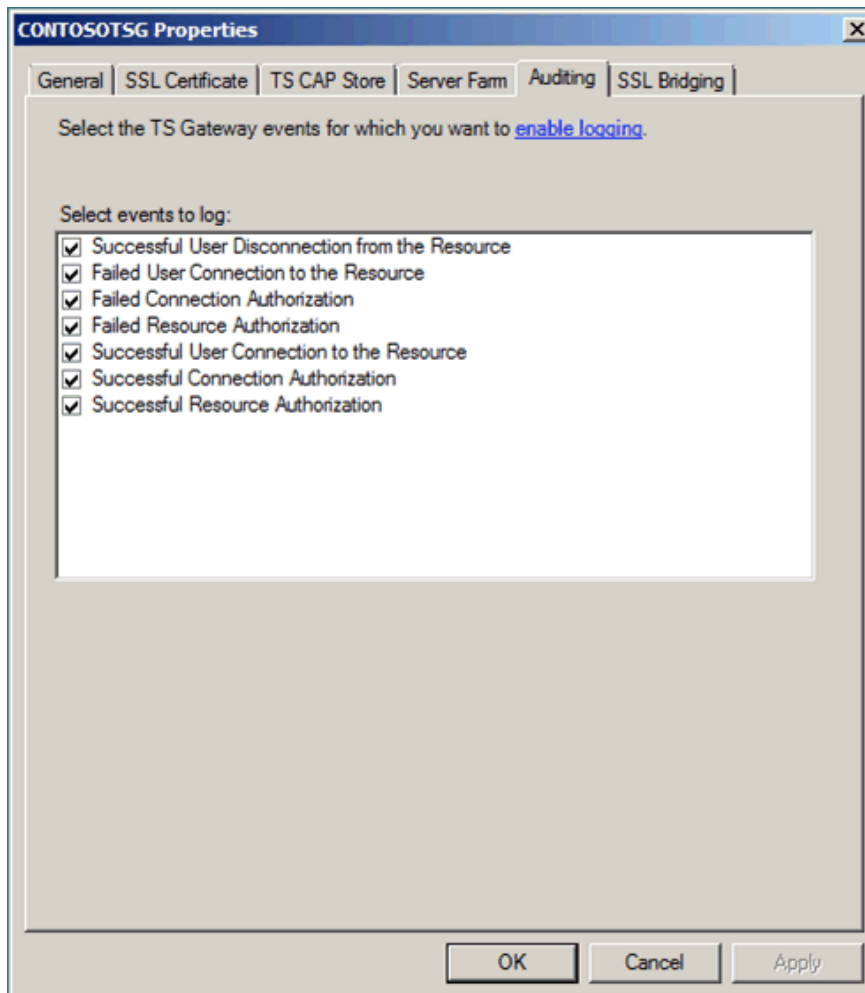 CONTOSOTSG Properties
General SSL Certificate TS CAP Store Server Farm Auditing SSL Bridging
Select the TS Gateway events for which you want to enable logging.
Select events to log:
Successful User Disconnection from the Resource
Failed User Connection to the Resource
Failed Connection Authorization
Failed Resource Authorization
Successful User Connection to the Resource
Successful Connection Authorization
Successful Resource Authorization
OK Cancel Apply